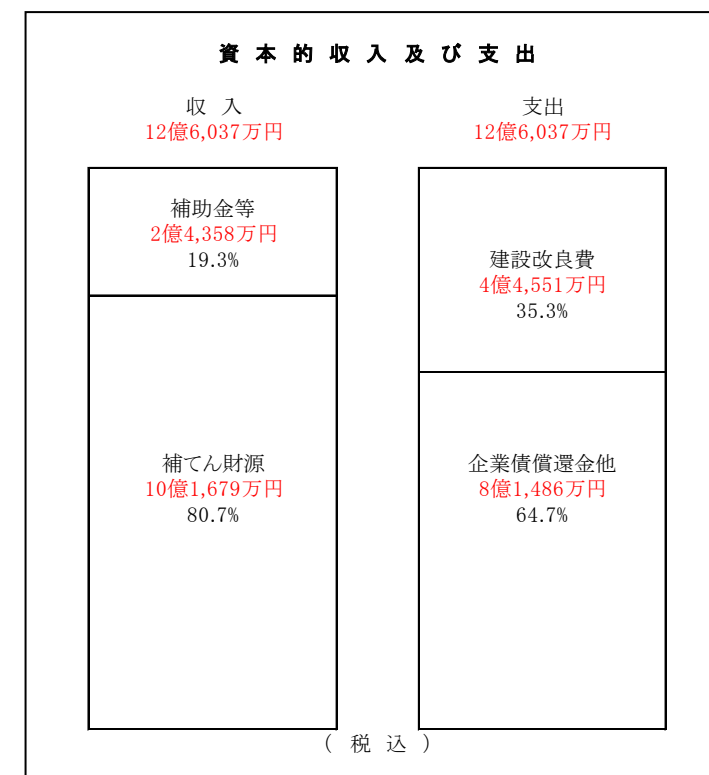 資本的収入及び支出
収入
12億6,037万円
補助金等
2億4,358万円
19.3%
補てん財源
10億1,679万円
80.7%
支出
12億6,037万円
建設改良費
4億4,551万円
35.3%
企業債償還金他
8億1,486万円
64.7%
(税込)